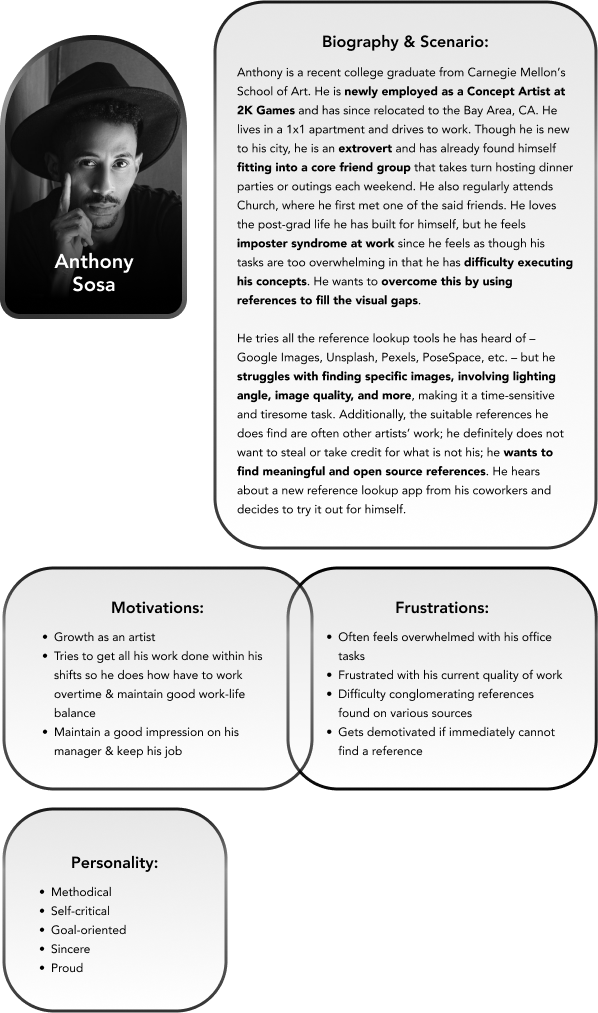 Anthony
Sosa
Biography & Scenario:
Anthony is a recent college graduate from Carnegie Mellon’s
School of Art. He is newly employed as a Concept Artist at
2K Games and has since relocated to the Bay Area, CA. He
lives in a 1x1 apartment and drives to work. Though he is new
to his city, he is an extrovert and has already found himself
fitting into a core friend group that takes turn hosting dinner
parties or outings each weekend. He also regularly attends
Church, where he first met one of the said friends. He loves
the post-grad life he has built for himself, but he feels
imposter syndrome at work since he feels as though his
tasks are too overwhelming in that he has difficulty executing
his concepts. He wants to overcome this by using
references to fill the visual gaps.
He tries all the reference lookup tools he has heard of –
Google Images, Unsplash, Pexels, PoseSpace, etc. – but he
struggles with finding specific images, involving lighting
angle, image quality, and more, making it a time-sensitive
and tiresome task. Additionally, the suitable references he
does find are often other artists’ work; he definitely does not
want to steal or take credit for what is not his; he wants to
find meaningful and open source references. He hears
about a new reference lookup app from his coworkers and
decides to try it out for himself.
Motivations:
• Growth as an artist
• Tries to get all his work done within his
shifts so he does how have to work
overtime & maintain good work-life
balance
• Maintain a good impression on his
manager & keep his job
Frustrations:
• Often feels overwhelmed with his office
tasks
• Frustrated with his current quality of work
• Difficulty conglomerating references
found on various sources
• Gets demotivated if immediately cannot
find a reference
Personality:
• Methodical
• Self-critical
• Goal-oriented
• Sincere
• Proud